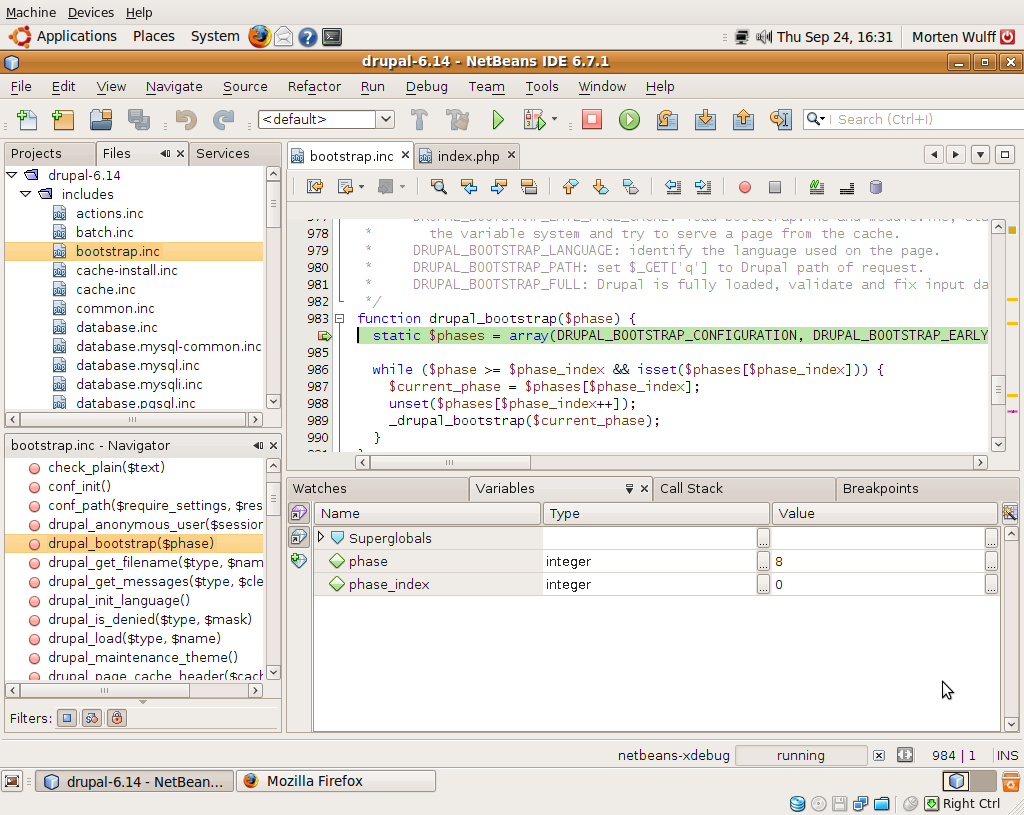 Machine Devices Help
Applications Places System Thu Sep 24, 16:31 Morten Wulff
drupal-6.14 - NetBeans IDE 6.7.1
File Edit View Navigate Source Refactor Run Debug Team Tools Window Help
<default> Search (Ctrl+I)
Projects Files Services
drupal-6.14
includes
actions.inc
batch.inc
bootstrap.inc
cache-install.inc
cache.inc
common.inc
database.inc
database.mysql-common.inc
database.mysql.inc
database.mysqli.inc
database.pgsql.inc
bootstrap.inc - Navigator
check_plain($text)
conf_init()
conf_path($require_settings, $res
drupal_anonymous_user($session
drupal_bootstrap($phase)
drupal_get_filename($type, $nam
drupal_get_messages($type, $cle
drupal_init_language()
drupal_is_denied($type, $mask)
drupal_load($type, $name)
drupal_maintenance_theme()
drupal_page_cache_header($cach
Filters:
bootstrap.inc index.php
978 * the variable system and try to serve a page from the cache.
979 * DRUPAL_BOOTSTRAP_LANGUAGE: identify the language used on the page.
980 * DRUPAL_BOOTSTRAP_PATH: set $_GET['q'] to Drupal path of request.
981 * DRUPAL_BOOTSTRAP_FULL: Drupal is fully loaded, validate and fix input da
982 */
983 function drupal_bootstrap($phase) {
static $phases = array(DRUPAL_BOOTSTRAP_CONFIGURATION, DRUPAL_BOOTSTRAP_EARLY
985
986 while ($phase >= $phase_index && isset($phases[$phase_index])) {
987 $current_phase = $phases[$phase_index];
988 unset($phases[$phase_index++]);
989 _drupal_bootstrap($current_phase);
990 }
Watches Variables Call Stack Breakpoints
Name Type Value
Superglobals ... ...
phase integer ... 8 ...
phase_index integer ... 0 ...
netbeans-xdebug running 984 | 1 INS
drupal-6.14 - NetBean... Mozilla Firefox
Right Ctrl